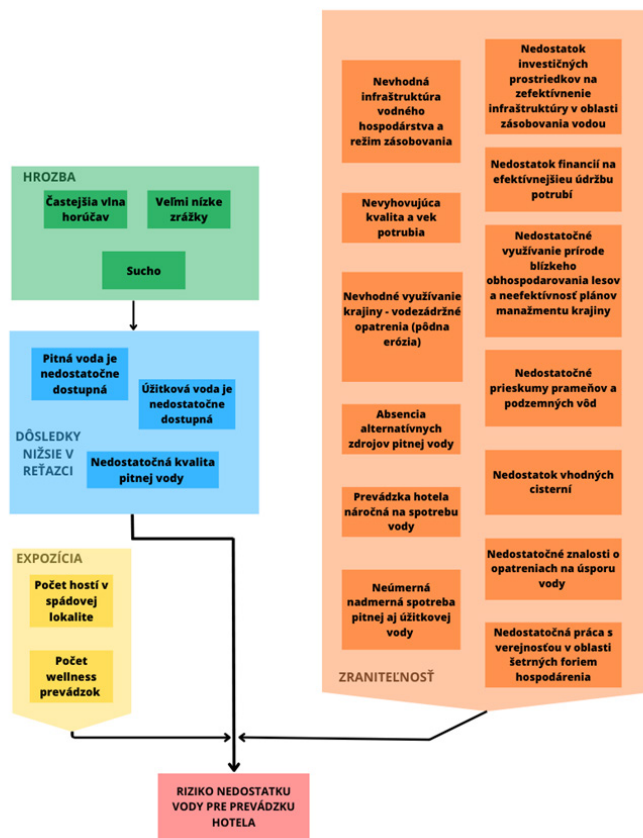 HROZBA
Častejšia vlna
horúčav
Veľmi nízke
zrážky
Sucho
Pitná voda je
nedostatočne
dostupná
Úžitková voda je
nedostatočne
dostupná
DÔSLEDKY
NIŽSIE V
REŤAZCI
Nedostatočná kvalita
pitnej vody
EXPOZÍCIA
Počet hostí v
spádovej
lokalite
Počet
wellness
prevádzok
Nevhodná
infraštruktúra
vodného
hospodárstva a
režim zásobovania
Nevyhovujúca
kvalita a vek
potrubia
Nevhodné využívanie
krajiny - vodezádržné
opatrenia (pôdna
erózia)
Absencia
alternatívnych
zdrojov pitnej vody
Prevádzka hotela
náročná na spotrebu
vody
Neúmerná
nadmerná spotreba
pitnej aj úžitkovej
vody
ZRANITEĽNOSŤ
Nedostatok
investičných
prostriedkov na
zefektívnenie
infraštruktúry v oblasti
zásobovania vodou
Nedostatok financií na
efektívnejšieu údržbu
potrubí
Nedostatočné
využívanie prírode
blízkeho
obhospodarovania lesov
a neefektívnosť plánov
manažmentu krajiny
Nedostatočné
prieskumy prameňov a
podzemných vôd
Nedostatok vhodných
cisterní
Nedostatočné znalosti o
opatreniach na úsporu
vody
Nedostatočná práca s
verejnosťou v oblasti
šetrných foriem
hospodárenia
RIZIKO NEDOSTATKU
VODY PRE PREVÁDZKU
HOTELA